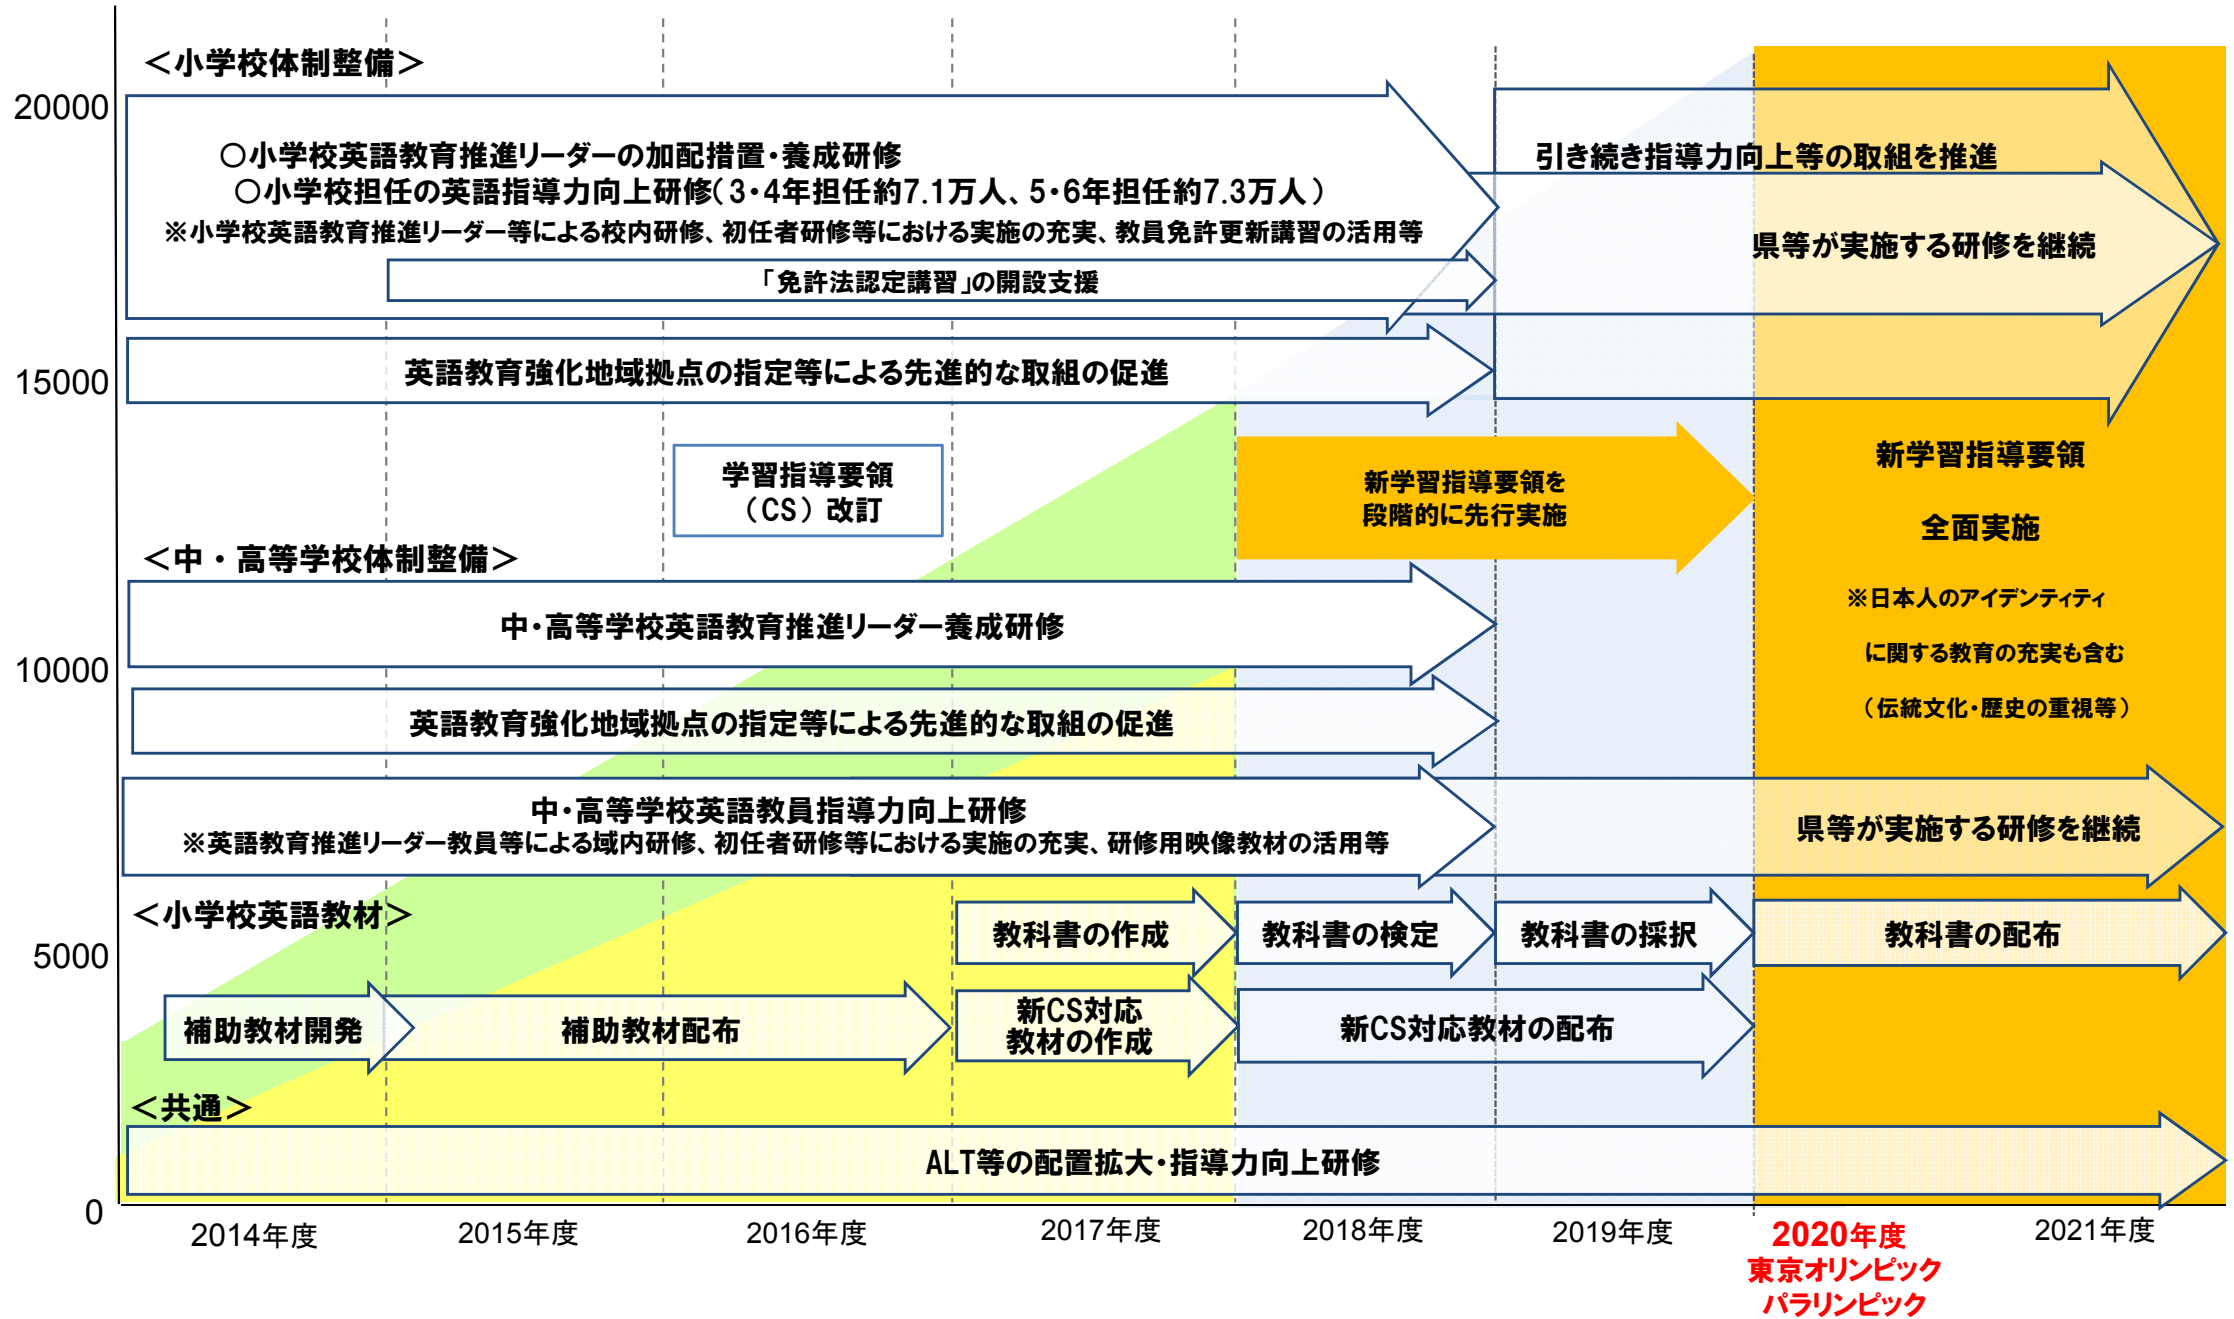 ＜小学校体制整備＞
20000
○小学校英語教育推進リーダーの加配措置・養成研修
○小学校担任の英語指導力向上研修（3・4年担任約7.1万人、5・6年担任約7.3万人）
※小学校英語教育推進リーダー等による校内研修、初任者研修等における実施の充実、教員免許更新講習の活用等
「免許法認定講習」の開設支援
引き続き指導力向上等の取組を推進
県等が実施する研修を継続
15000
英語教育強化地域拠点の指定等による先進的な取組の促進
学習指導要領
（CS）改訂
新学習指導要領を
段階的に先行実施
新学習指導要領
全面実施
※日本人のアイデンティティ
に関する教育の充実も含む
（伝統文化・歴史の重視等）
＜中・高等学校体制整備＞
中・高等学校英語教育推進リーダー養成研修
10000
英語教育強化地域拠点の指定等による先進的な取組の促進
中・高等学校英語教員指導力向上研修
※英語教育推進リーダー教員等による域内研修、初任者研修等における実施の充実、研修用映像教材の活用等
県等が実施する研修を継続
＜小学校英語教材＞
5000
教科書の作成
教科書の検定
教科書の採択
教科書の配布
補助教材開発
補助教材配布
新CS対応
教材の作成
新CS対応教材の配布
＜共通＞
ALT等の配置拡大・指導力向上研修
0
2014年度
2015年度
2016年度
2017年度
2018年度
2019年度
2020年度
東京オリンピック
パラリンピック
2021年度